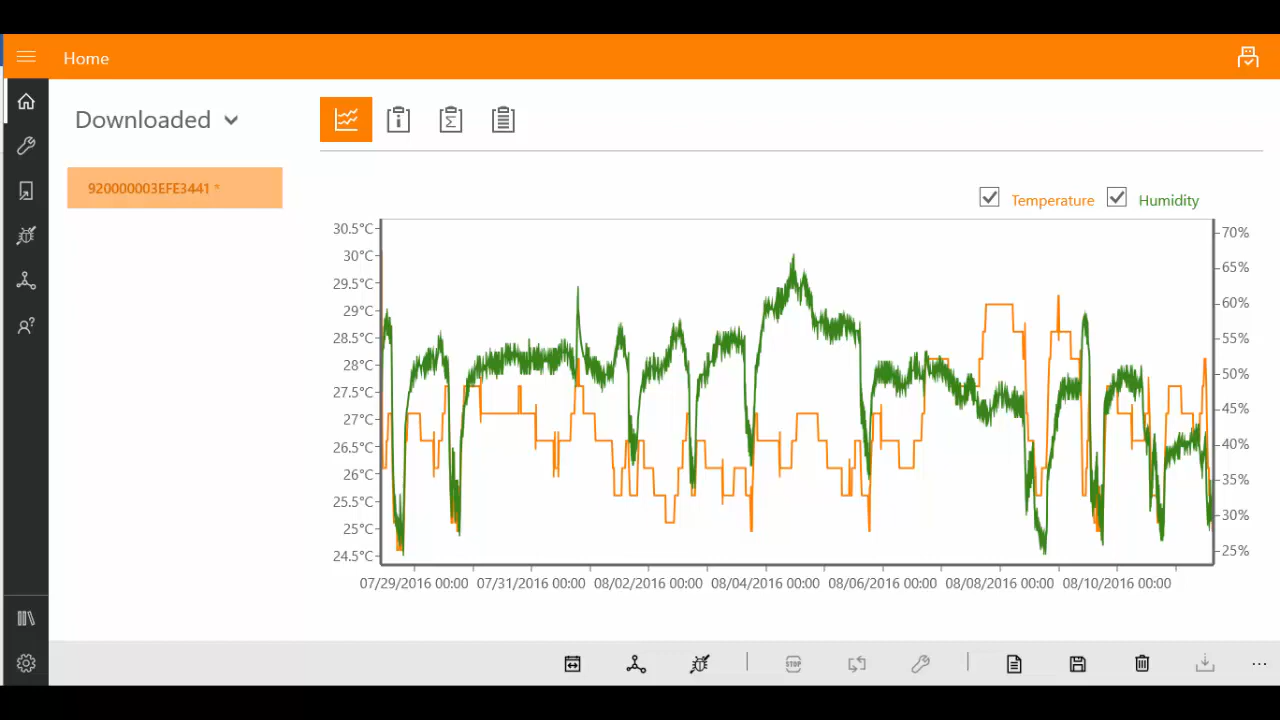 Home
Downloaded
920000003EFE3441 *
Temperature Humidity
30.5°C
30°C
29.5°C
29°C
28.5°C
28°C
27.5°C
27°C
26.5°C
26°C
25.5°C
25°C
24.5°C
70%
65%
60%
55%
50%
45%
40%
35%
30%
25%
07/29/2016 00:00 07/31/2016 00:00 08/02/2016 00:00 08/04/2016 00:00 08/06/2016 00:00 08/08/2016 00:00 08/10/2016 00:00
STOP